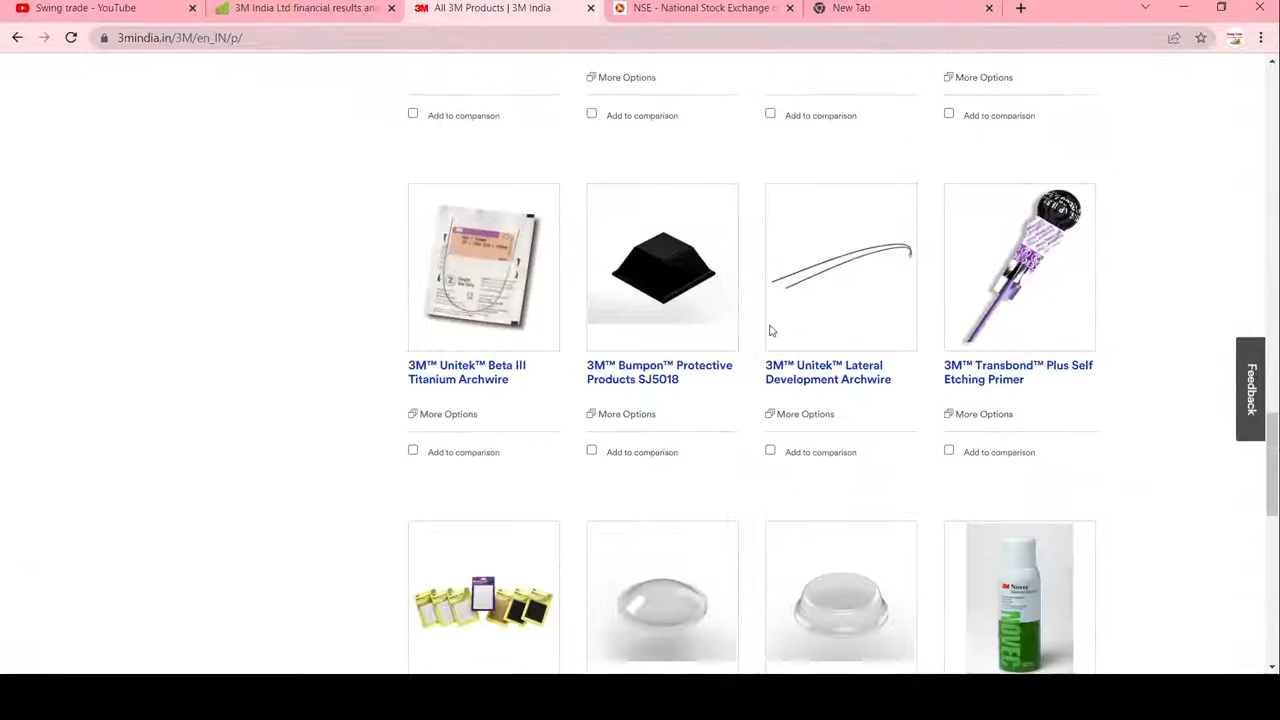 Swing trade - YouTube
3M India Ltd financial results and
3M All 3M Products | 3M India
NSE - National Stock Exchange o
New Tab
3mindia.in/3M/en_IN/p/
More Options
More Options
Add to comparison
Add to comparison
Add to comparison
Add to comparison
3M™ Unitek™ Beta III
Titanium Archwire
3M™ Bumpon™ Protective
Products SJ5018
3M™ Unitek™ Lateral
Development Archwire
3M™ Transbond™ Plus Self
Etching Primer
More Options
More Options
More Options
More Options
Add to comparison
Add to comparison
Add to comparison
Add to comparison
Feedback
3M Novec
NOVEC